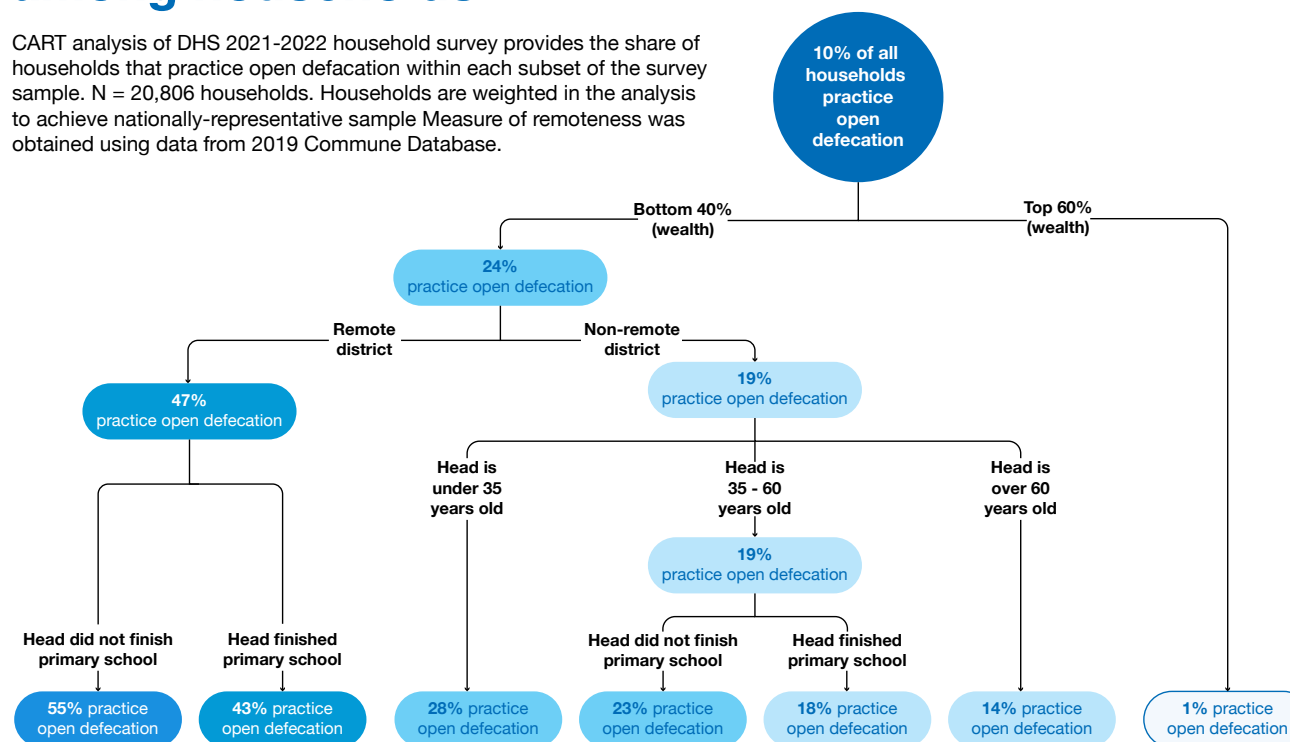 CART analysis of DHS 2021-2022 household survey provides the share of
households that practice open defacation within each subset of the survey
sample. N = 20,806 households. Households are weighted in the analysis
to achieve nationally-representative sample Measure of remoteness was
obtained using data from 2019 Commune Database.
10% of all
households
practice
open
defecation
Bottom 40%
(wealth)
Top 60%
(wealth)
24%
practice open defecation
Remote
district
Non-remote
district
47%
practice open defecation
19%
practice open defecation
Head is
under 35
years old
Head is
35 - 60
years old
Head is
over 60
years old
19%
practice open defecation
Head did not finish
primary school
Head finished
primary school
Head did not finish
primary school
Head finished
primary school
55% practice
open defecation
43% practice
open defecation
28% practice
open defecation
23% practice
open defecation
18% practice
open defecation
14% practice
open defecation
1% practice
open defecation